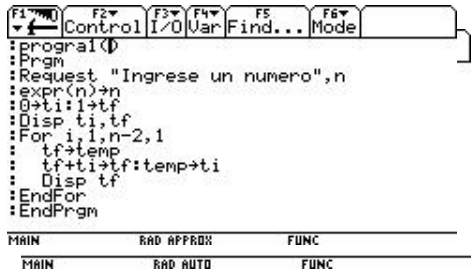 F1 F2 Control F3 I/O F4 Var F5 Find... F6 Mode
:progra1()
:Prgm
:Request "Ingrese un numero",n
:expr(n)→n
:0→ti:1→tf
:Disp ti,tf
:For i,1,n-2,1
:  tf→temp
:  tf+ti→tf:temp→ti
:  Disp tf
:EndFor
:EndPrgm
MAIN RAD APPROX FUNC
MAIN RAD AUTO FUNC